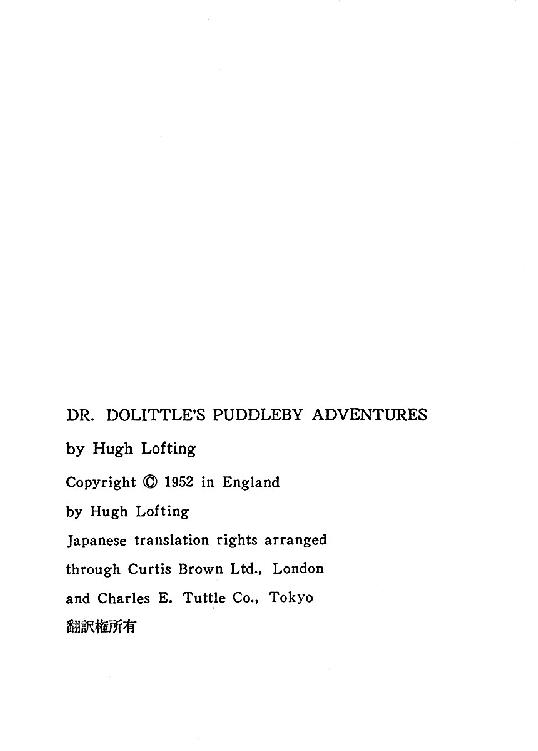 DR. DOLITTLE'S PUDDLEBY ADVENTURES
by Hugh Lofting
Copyright © 1952 in England
by Hugh Lofting
Japanese translation rights arranged
through Curtis Brown Ltd., London
and Charles E. Tuttle Co., Tokyo
翻訳権所有